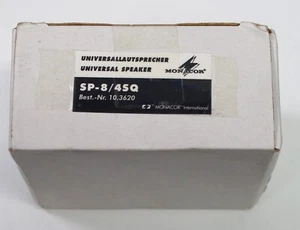 UNIVERSALLAUTSPRECHER
UNIVERSAL SPEAKER
MONACOR®
SP-8/4SQ
Best.-Nr. 10.3620
MONACOR International